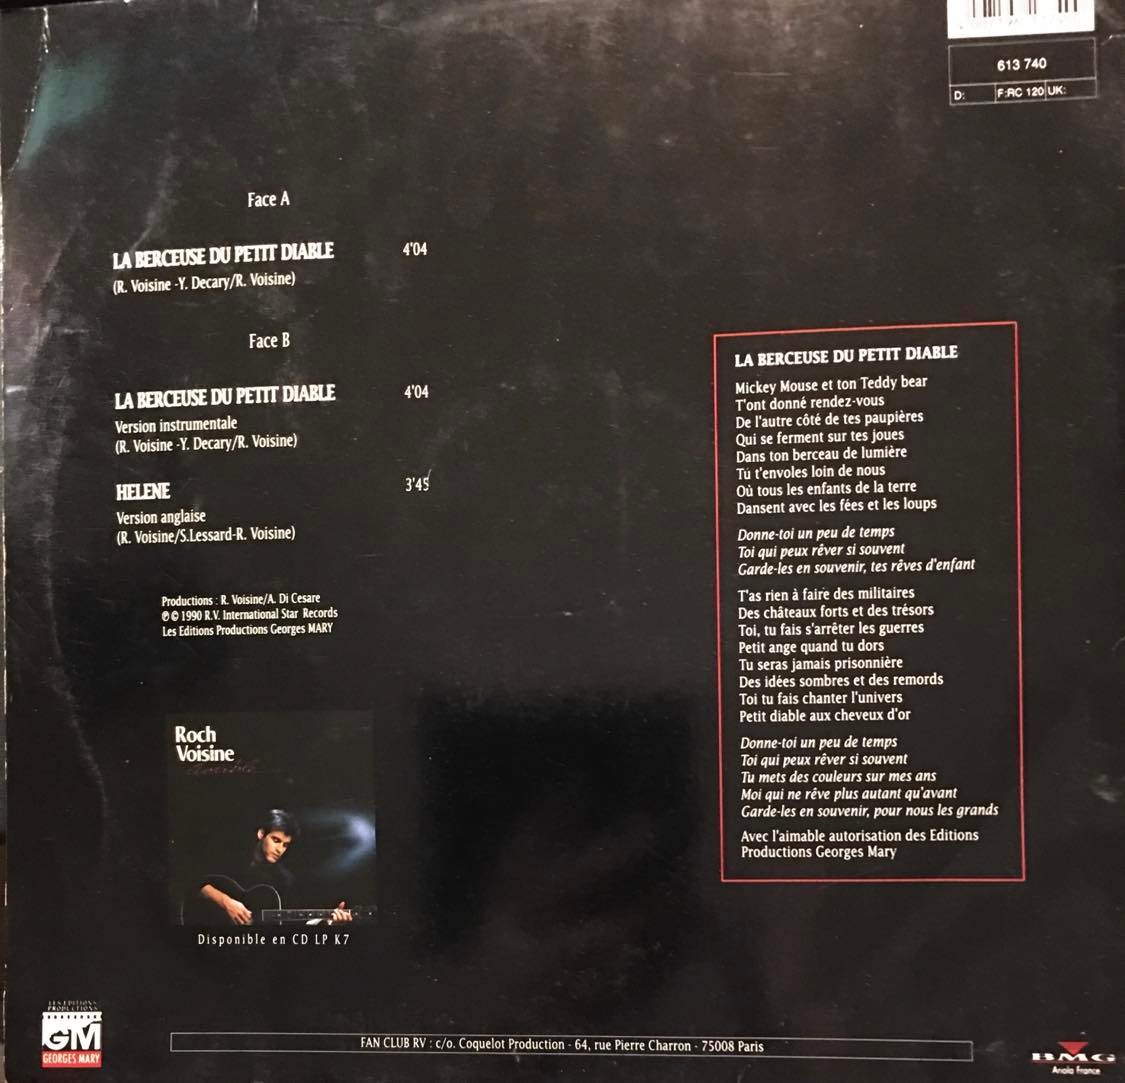 613 740
D: F:RC 120 UK:
Face A
LA BERCEUSE DU PETIT DIABLE 4'04
(R. Voisine -Y. Decary/R. Voisine)
Face B
LA BERCEUSE DU PETIT DIABLE 4'04
Version instrumentale
(R. Voisine -Y. Decary/R. Voisine)
HELENE 3'45
Version anglaise
(R. Voisine/S.Lessard-R. Voisine)
Productions : R. Voisine/A. Di Cesare
℗ © 1990 R.V. International Star Records
Les Editions Productions Georges MARY
Roch
Voisine
Disponible en CD LP K7
LA BERCEUSE DU PETIT DIABLE
Mickey Mouse et ton Teddy bear
T'ont donné rendez-vous
De l'autre côté de tes paupières
Qui se ferment sur tes joues
Dans ton berceau de lumière
Tu t'envoles loin de nous
Où tous les enfants de la terre
Dansent avec les fées et les loups
Donne-toi un peu de temps
Toi qui peux rêver si souvent
Garde-les en souvenir, tes rêves d'enfant
T'as rien à faire des militaires
Des châteaux forts et des trésors
Toi, tu fais s'arrêter les guerres
Petit ange quand tu dors
Tu seras jamais prisonnière
Des idées sombres et des remords
Toi tu fais chanter l'univers
Petit diable aux cheveux d'or
Donne-toi un peu de temps
Toi qui peux rêver si souvent
Tu mets des couleurs sur mes ans
Moi qui ne rêve plus autant qu'avant
Garde-les en souvenir, pour nous les grands
Avec l'aimable autorisation des Editions
Productions Georges Mary
LES EDITIONS
PRODUCTIONS
GM
GEORGES MARY
FAN CLUB RV : c/o. Coquelot Production - 64, rue Pierre Charron - 75008 Paris
BMG
Ariola France